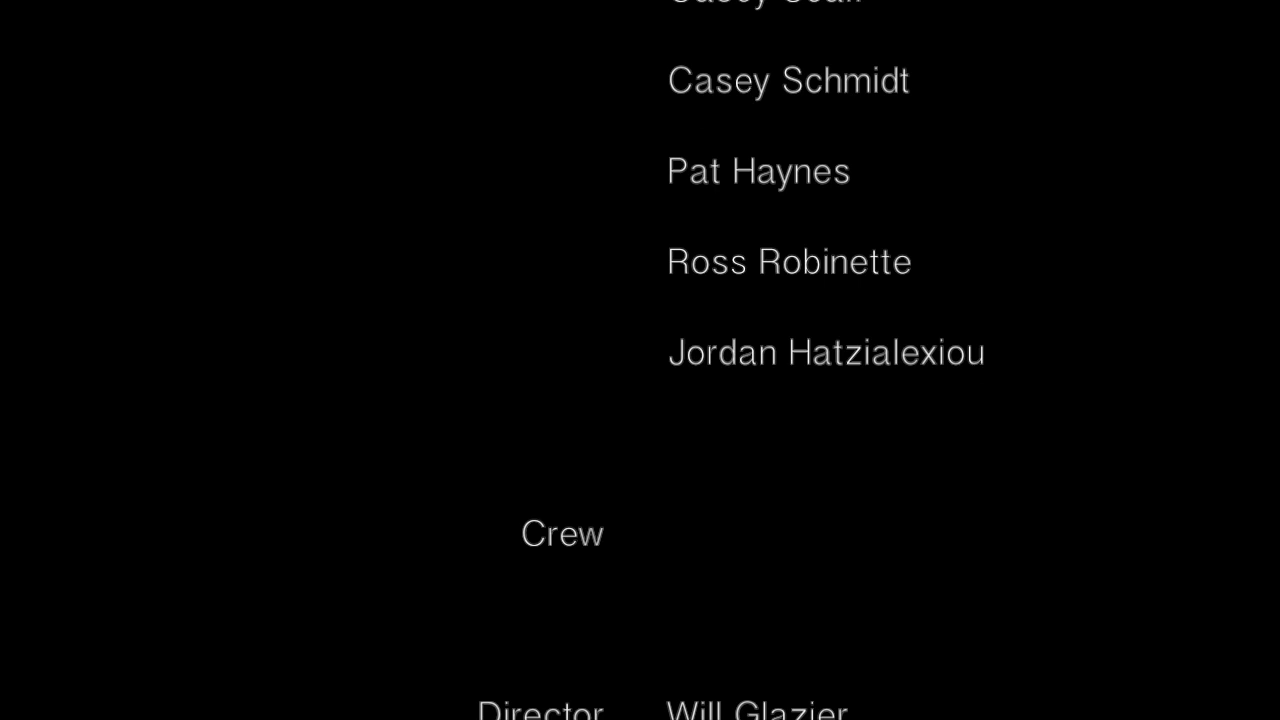 Casey Schmidt
Pat Haynes
Ross Robinette
Jordan Hatzialexiou
Crew
Director Will Glazier